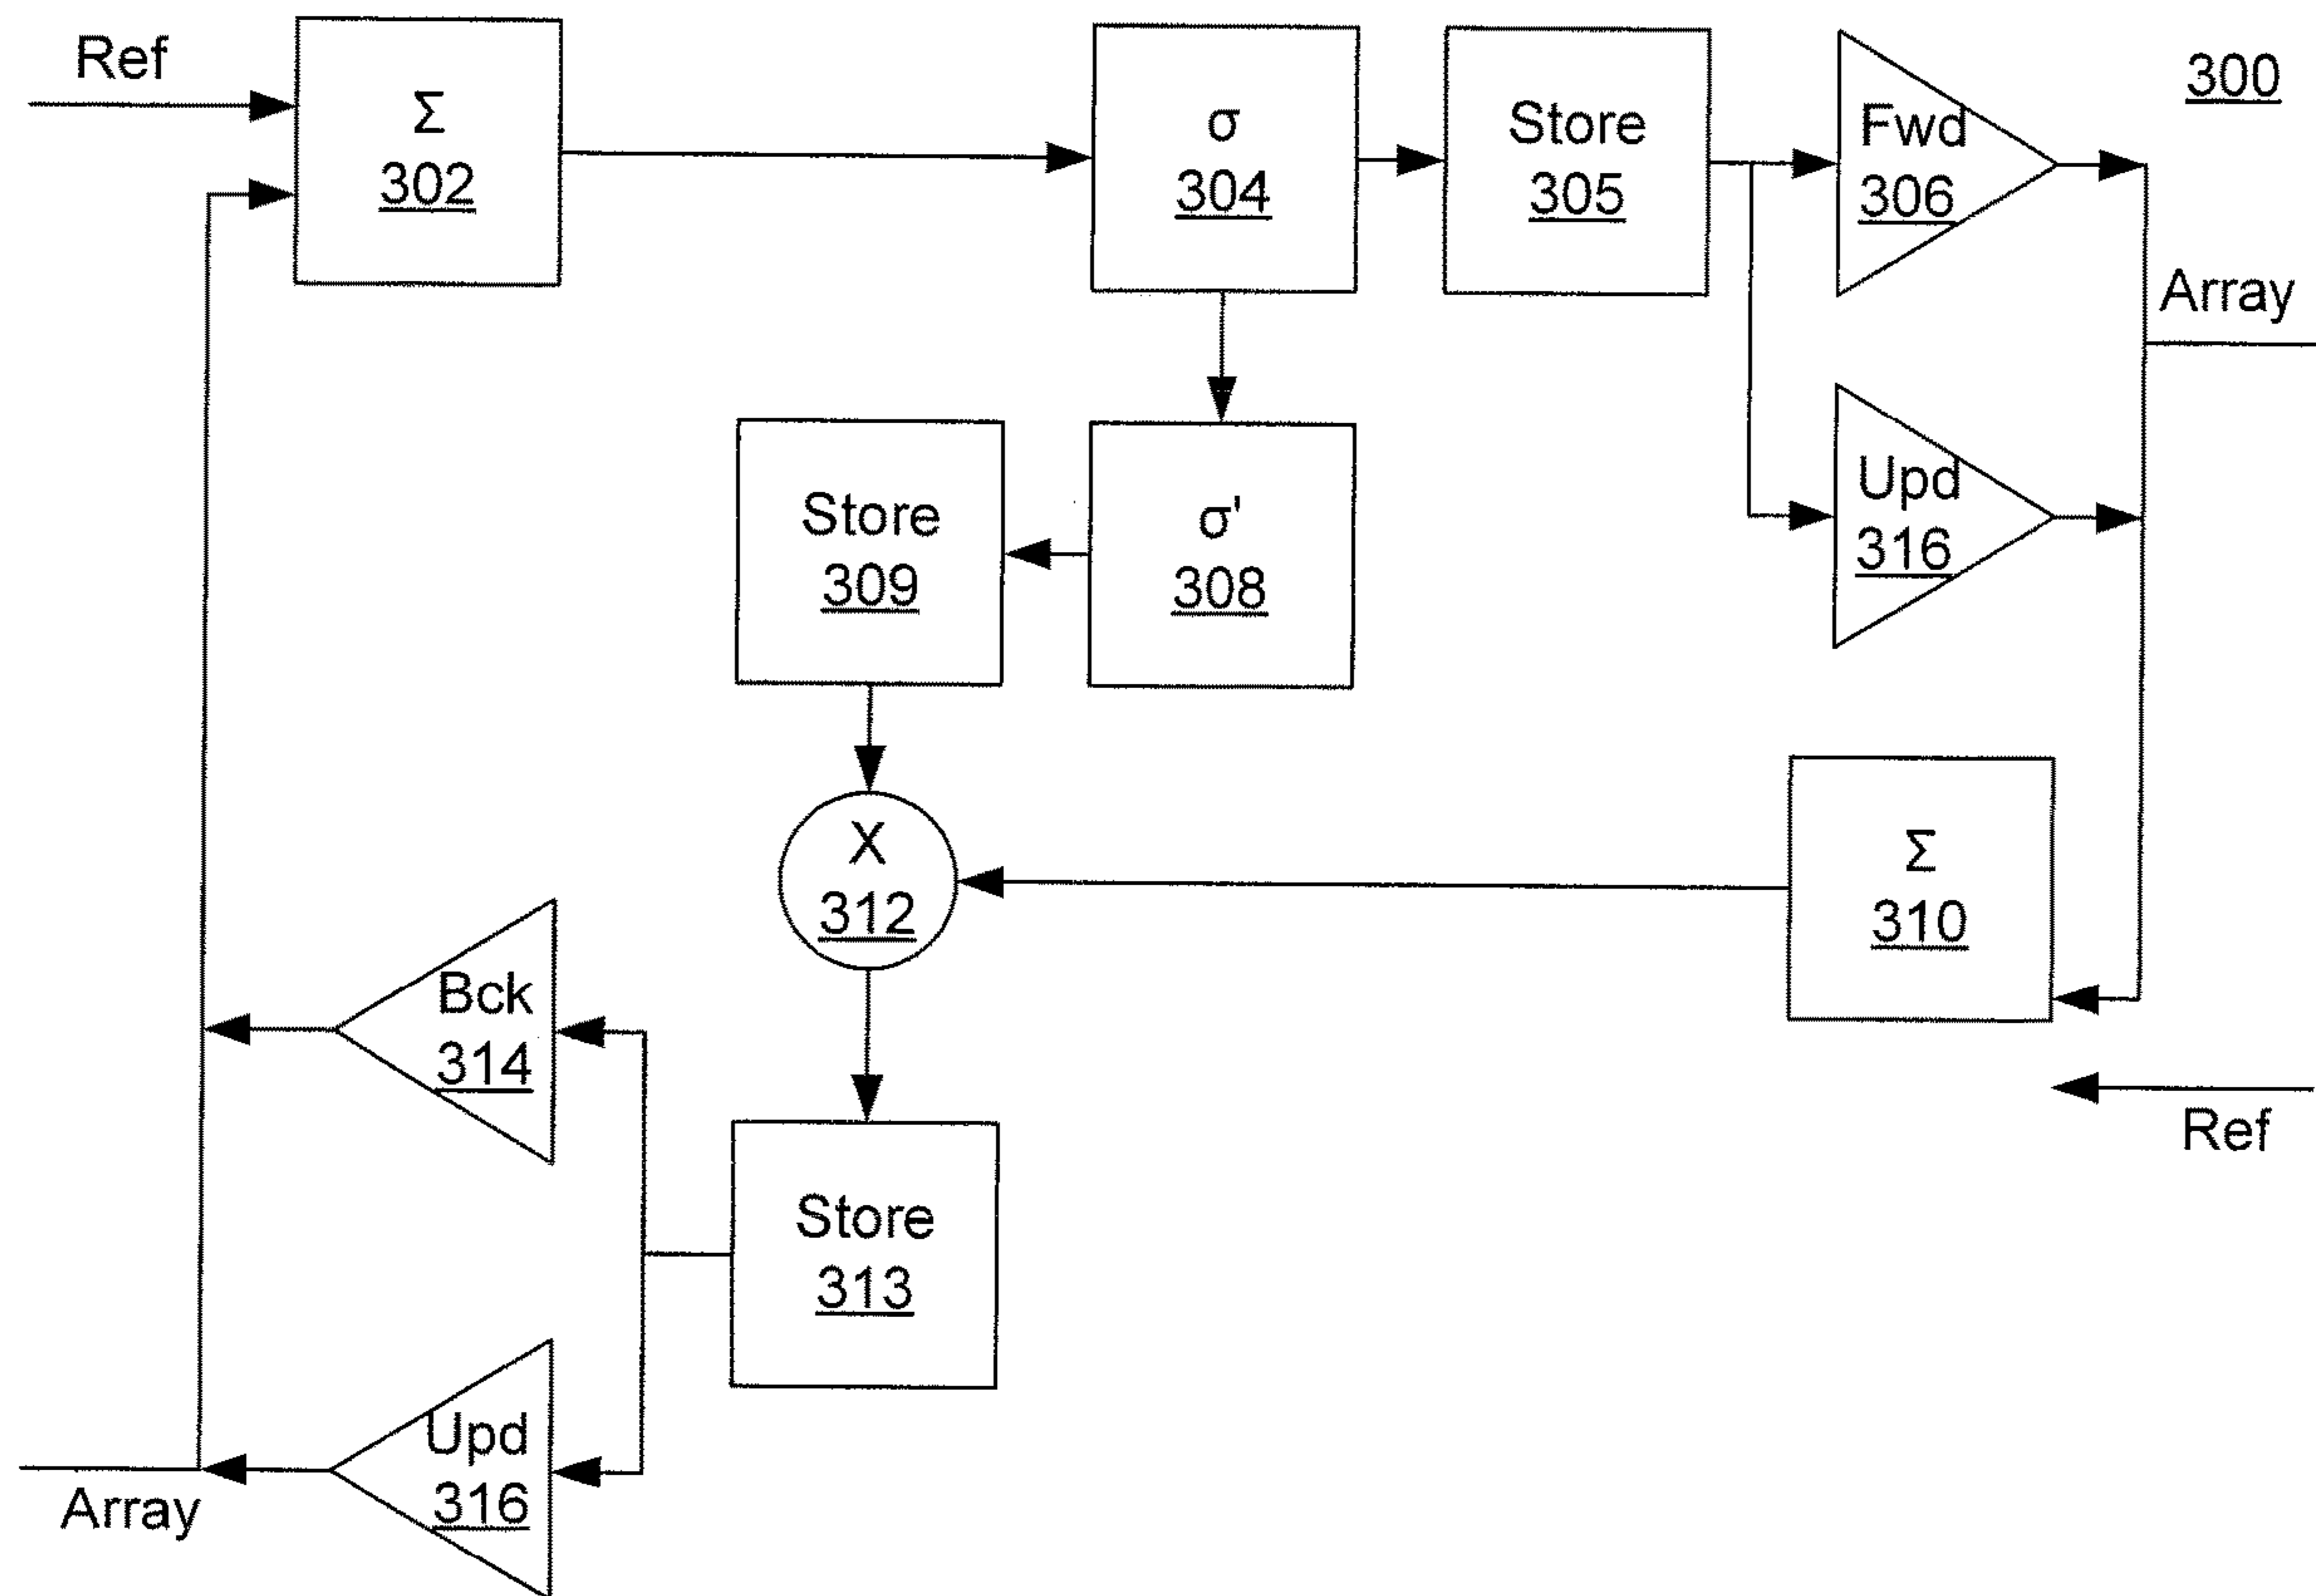 Ref
Σ
302
σ
304
Store
305
Fwd
306
300
Array
Upd
316
Store
309
σ'
308
X
312
Σ
310
Bck
314
Ref
Store
313
Upd
316
Array